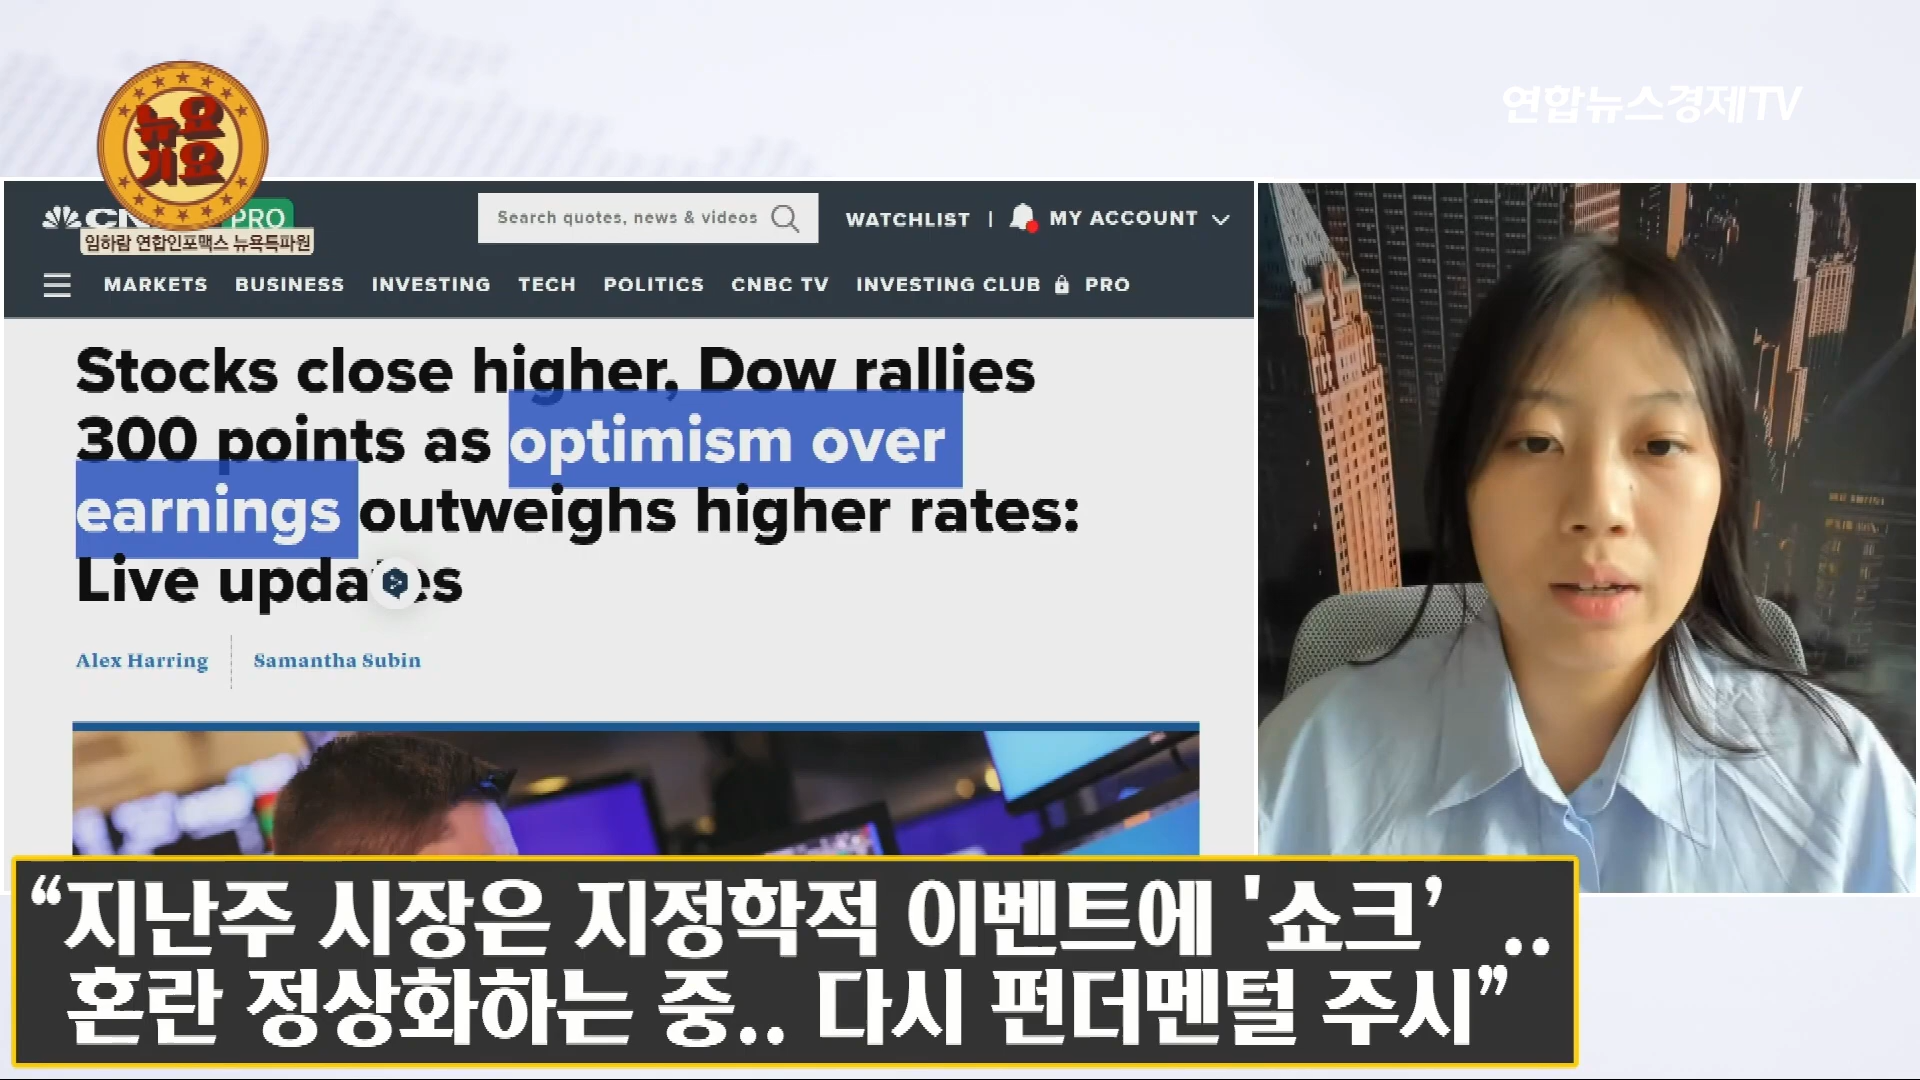 뉴요
기요
연합뉴스경제TV
PRO
임하람 연합인포맥스 뉴욕특파원
Search quotes, news & videos
WATCHLIST
MY ACCOUNT
MARKETS BUSINESS INVESTING TECH POLITICS CNBC TV INVESTING CLUB PRO
Stocks close higher, Dow rallies
300 points as optimism over
earnings outweighs higher rates:
Live updates
Alex Harring
Samantha Subin
“지난주 시장은 지정학적 이벤트에 '쇼크’ ..
혼란 정상화하는 중.. 다시 펀더멘털 주시”